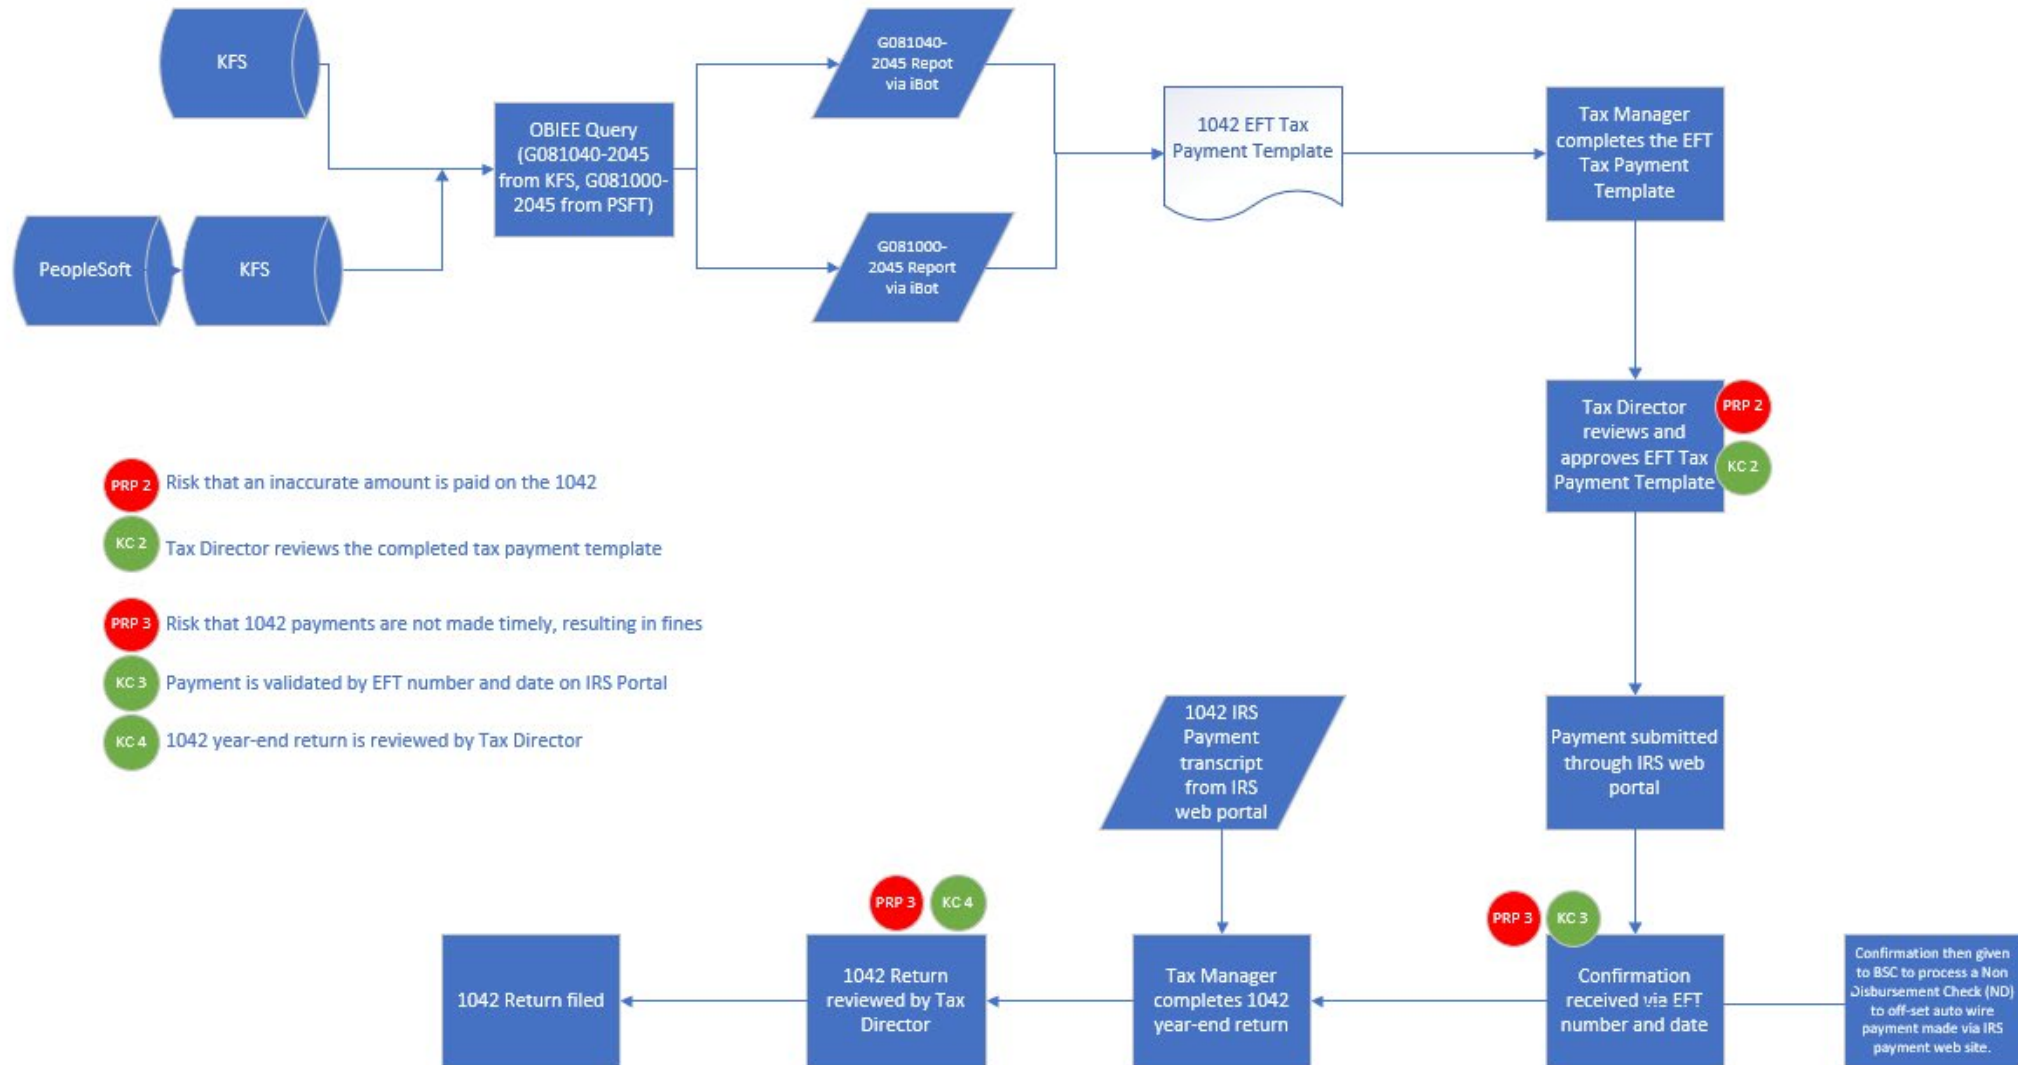 KFS
PeopleSoft
KFS
OBIEE Query
(G081040-2045
from KFS, G081000-
2045 from PSFT)
G081040-
2045 Repot
via iBot
G081000-
2045 Report
via iBot
1042 EFT Tax
Payment Template
Tax Manager
completes the EFT
Tax Payment
Template
Tax Director
reviews and
approves EFT Tax
Payment Template
PRP 2
KC 2
PRP 2 Risk that an inaccurate amount is paid on the 1042
KC 2 Tax Director reviews the completed tax payment template
PRP 3 Risk that 1042 payments are not made timely, resulting in fines
KC 3 Payment is validated by EFT number and date on IRS Portal
KC 4 1042 year-end return is reviewed by Tax Director
Payment submitted
through IRS web
portal
1042 IRS
Payment
transcript
from IRS
web portal
PRP 3
KC 3
Confirmation
received via EFT
number and date
Confirmation then given
to BSC to process a Non
Disbursement Check (ND)
to off-set auto wire
payment made via IRS
payment web site.
Tax Manager
completes 1042
year-end return
PRP 3
KC 4
1042 Return
reviewed by Tax
Director
1042 Return filed